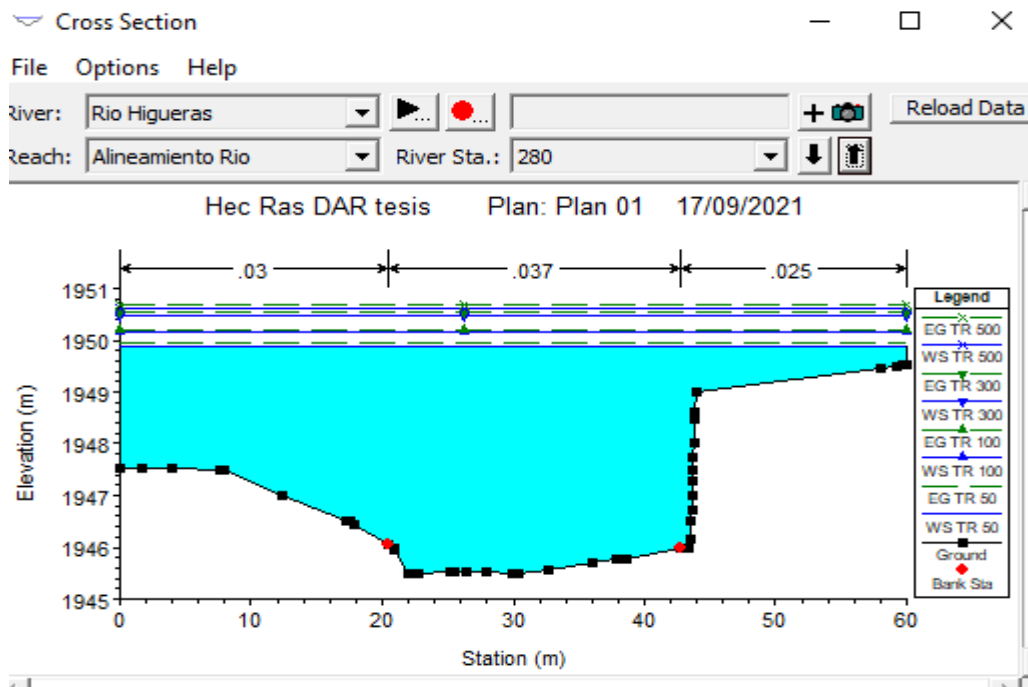 Cross Section
File Options Help
River: Rio Higueras ... ... + Reload Data
Reach: Alineamiento Rio River Sta.: 280
Hec Ras DAR tesis Plan: Plan 01 17/09/2021
.03 .037 .025
1951
1950
1949
1948
1947
1946
1945
Elevation (m)
0 10 20 30 40 50 60
Station (m)
Legend
EG TR 500
WS TR 500
EG TR 300
WS TR 300
EG TR 100
WS TR 100
EG TR 50
WS TR 50
Ground
Bank Sta